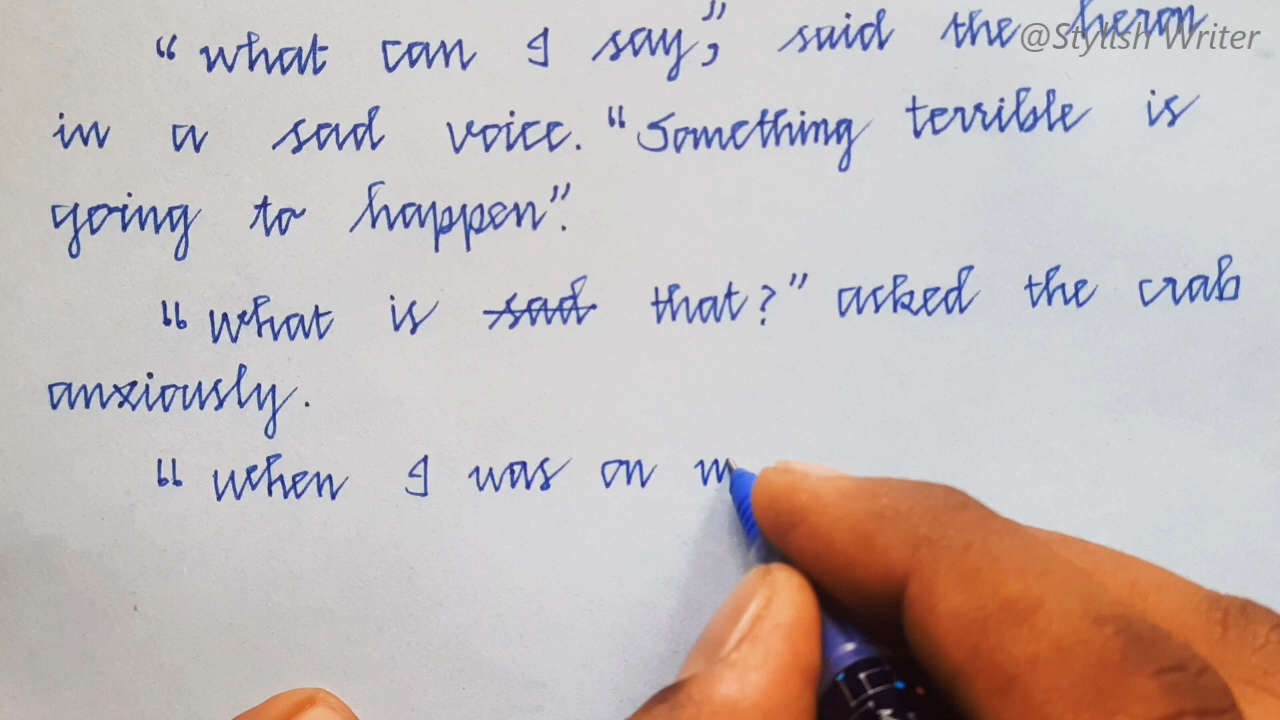 “what can I say”, said the heron
@Stylish Writer
in a sad voice. “Something terrible is
going to happen”.
“what is sad that?” asked the crab
anxiously.
“when I was on m